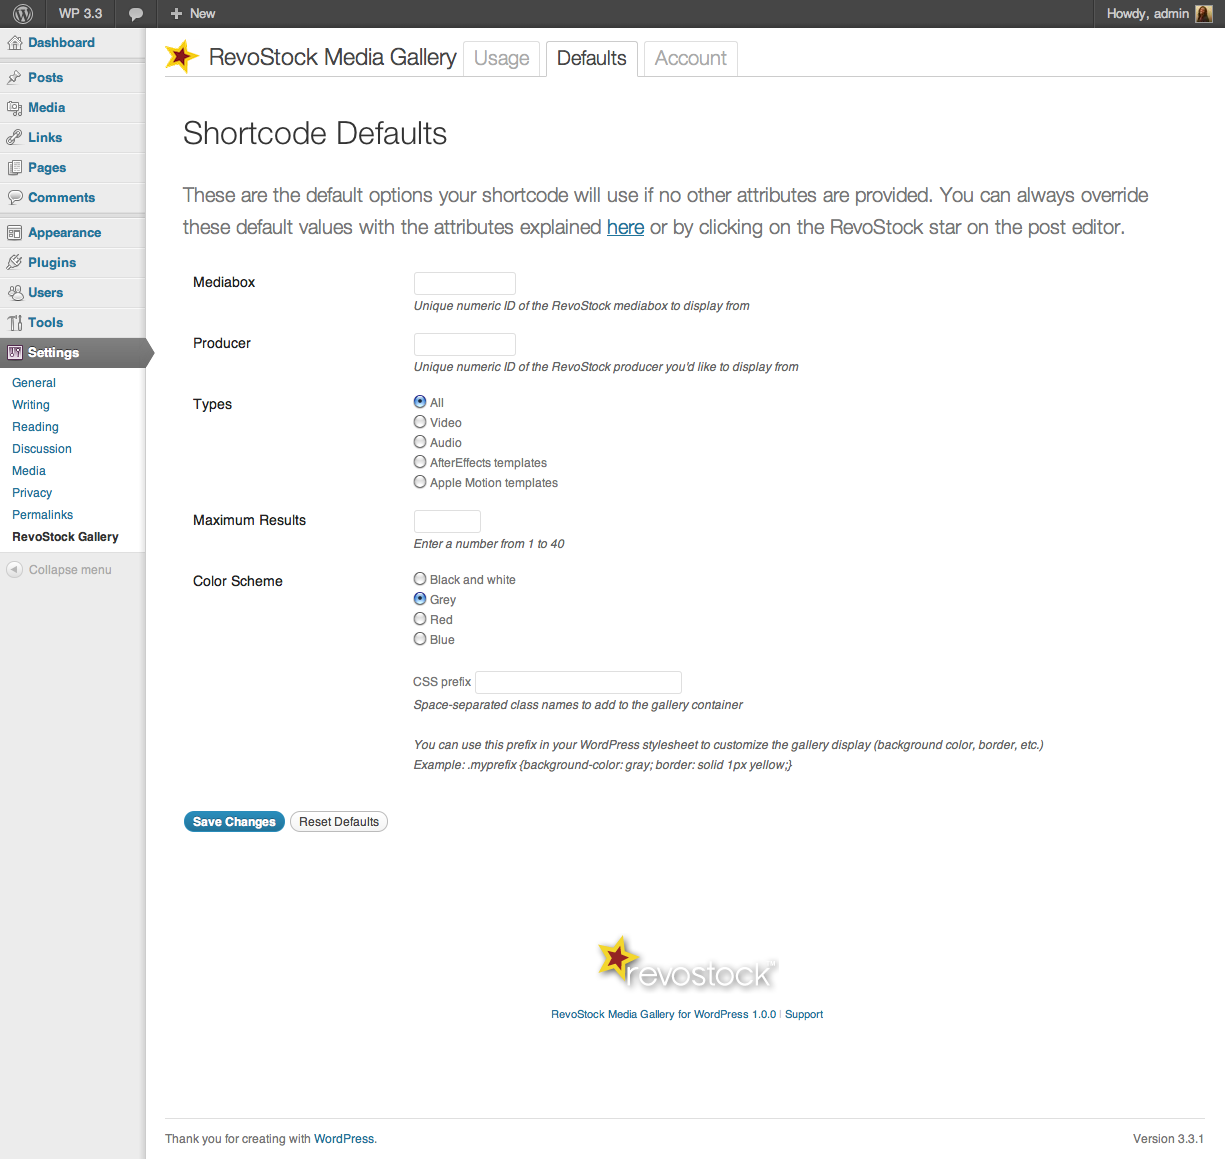 WP 3.3
New
Howdy, admin
Dashboard
Posts
Media
Links
Pages
Comments
Appearance
Plugins
Users
Tools
Settings
General
Writing
Reading
Discussion
Media
Privacy
Permalinks
RevoStock Gallery
Collapse menu
RevoStock Media Gallery
Usage
Defaults
Account
Shortcode Defaults
These are the default options your shortcode will use if no other attributes are provided. You can always override
these default values with the attributes explained here or by clicking on the RevoStock star on the post editor.
Mediabox
Unique numeric ID of the RevoStock mediabox to display from
Producer
Unique numeric ID of the RevoStock producer you'd like to display from
Types
All
Video
Audio
AfterEffects templates
Apple Motion templates
Maximum Results
Enter a number from 1 to 40
Color Scheme
Black and white
Grey
Red
Blue
CSS prefix
Space-separated class names to add to the gallery container
You can use this prefix in your WordPress stylesheet to customize the gallery display (background color, border, etc.)
Example: .myprefix {background-color: gray; border: solid 1px yellow;}
Save Changes
Reset Defaults
revostock
RevoStock Media Gallery for WordPress 1.0.0 | Support
Thank you for creating with WordPress.
Version 3.3.1